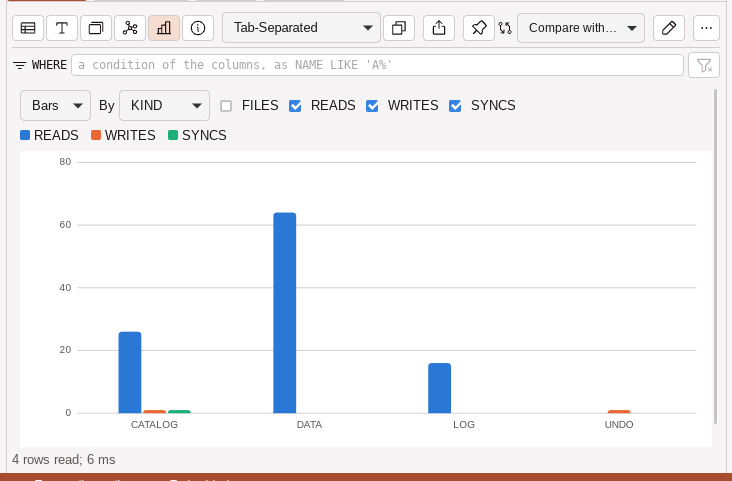 Tab-Separated Compare with... ...
WHERE a condition of the columns, as NAME LIKE 'A%'
Bars By KIND FILES READS WRITES SYNCS
READS WRITES SYNCS
80
60
40
20
0
CATALOG DATA LOG UNDO
4 rows read; 6 ms